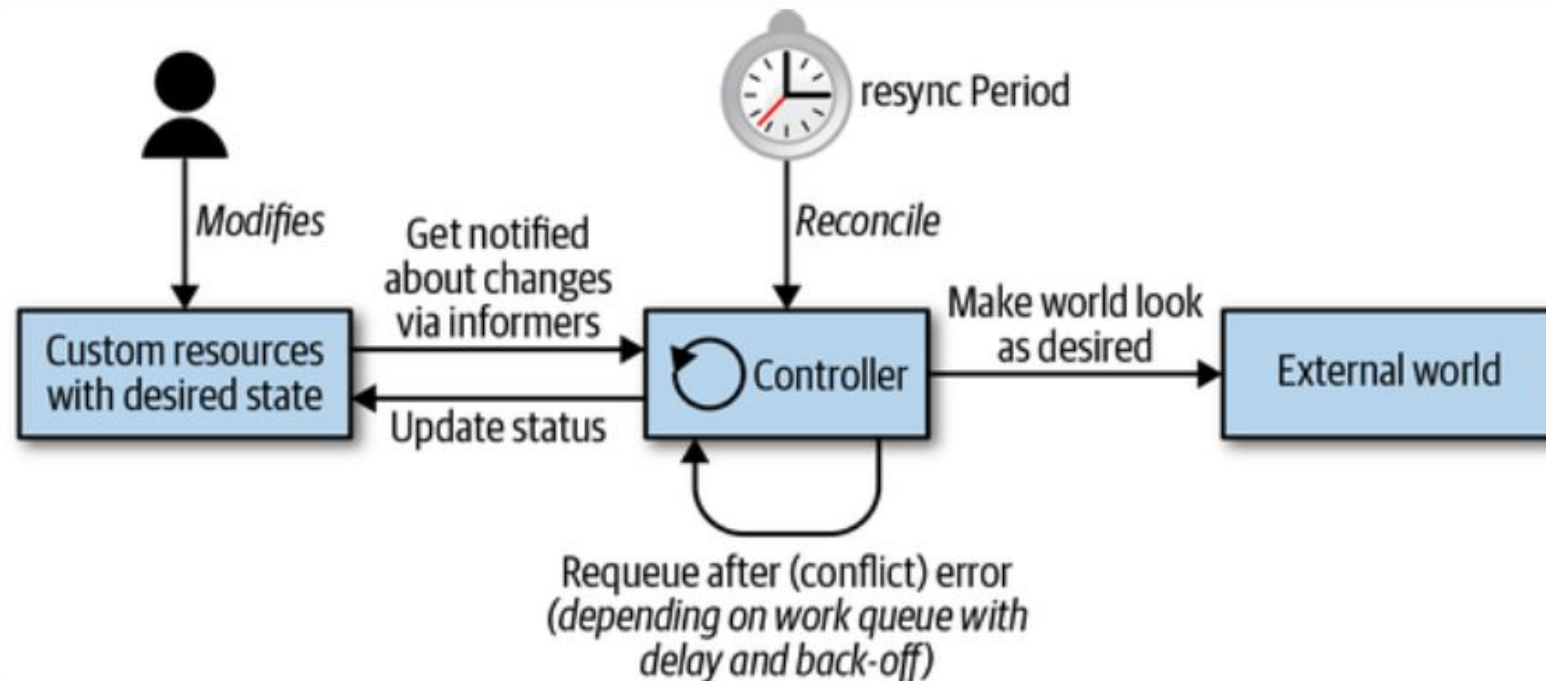 resync Period
Modifies
Reconcile
Get notified
about changes
via informers
Make world look
as desired
Custom resources
with desired state
Controller
External world
Update status
Requeue after (conflict) error
(depending on work queue with
delay and back-off)